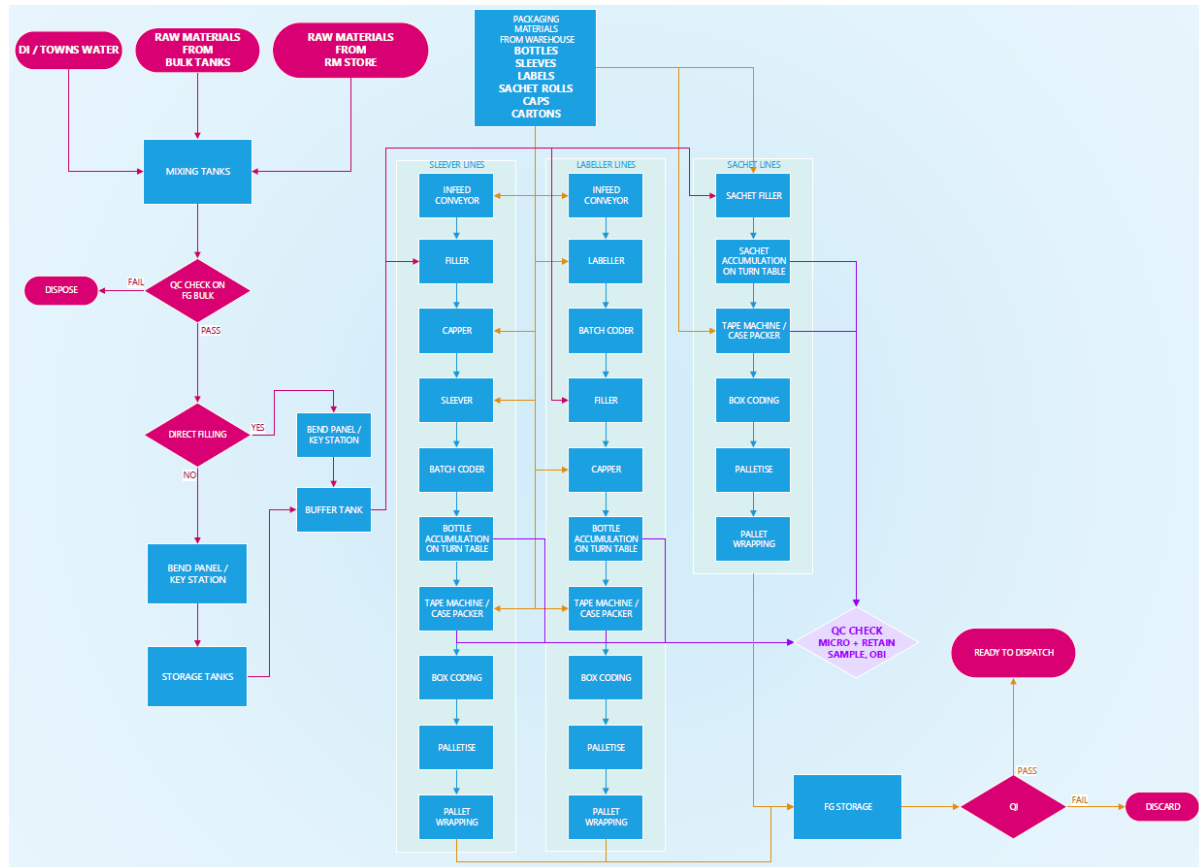 DI / TOWNS WATER
RAW MATERIALS
FROM
BULK TANKS
RAW MATERIALS
FROM
RM STORE
PACKAGING
MATERIALS
FROM WAREHOUSE
BOTTLES
SLEEVES
LABELS
SACHET ROLLS
CAPS
CARTONS
MIXING TANKS
QC CHECK ON
FG BULK
FAIL
DISPOSE
PASS
DIRECT FILLING
YES
NO
BEND PANEL /
KEY STATION
BUFFER TANK
BEND PANEL /
KEY STATION
STORAGE TANKS
SLEEVER LINES
INFEED
CONVEYOR
FILLER
CAPPER
SLEEVER
BATCH CODER
BOTTLE
ACCUMULATION
ON TURN TABLE
TAPE MACHINE /
CASE PACKER
BOX CODING
PALLETISE
PALLET
WRAPPING
LABELLER LINES
INFEED
CONVEYOR
LABELLER
BATCH CODER
FILLER
CAPPER
BOTTLE
ACCUMULATION
ON TURN TABLE
TAPE MACHINE /
CASE PACKER
BOX CODING
PALLETISE
PALLET
WRAPPING
SACHET LINES
SACHET FILLER
SACHET
ACCUMULATION
ON TURN TABLE
TAPE MACHINE /
CASE PACKER
BOX CODING
PALLETISE
PALLET
WRAPPING
QC CHECK
MICRO + RETAIN
SAMPLE, OBI
FG STORAGE
QI
PASS
READY TO DISPATCH
FAIL
DISCARD